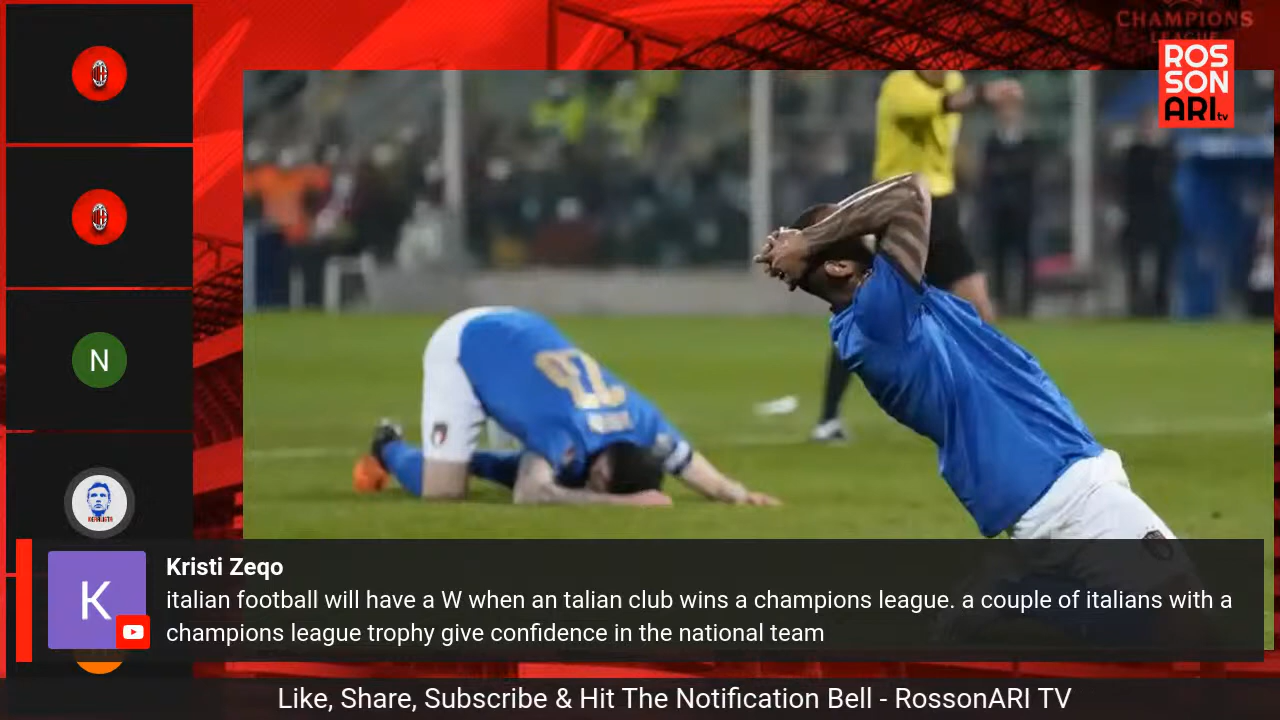 CHAMPIONS
LEAGUE
ROS
SON
ARI tv
N
K
Kristi Zeqo
italian football will have a W when an talian club wins a champions league. a couple of italians with a
champions league trophy give confidence in the national team
Like, Share, Subscribe & Hit The Notification Bell - RossonARI TV